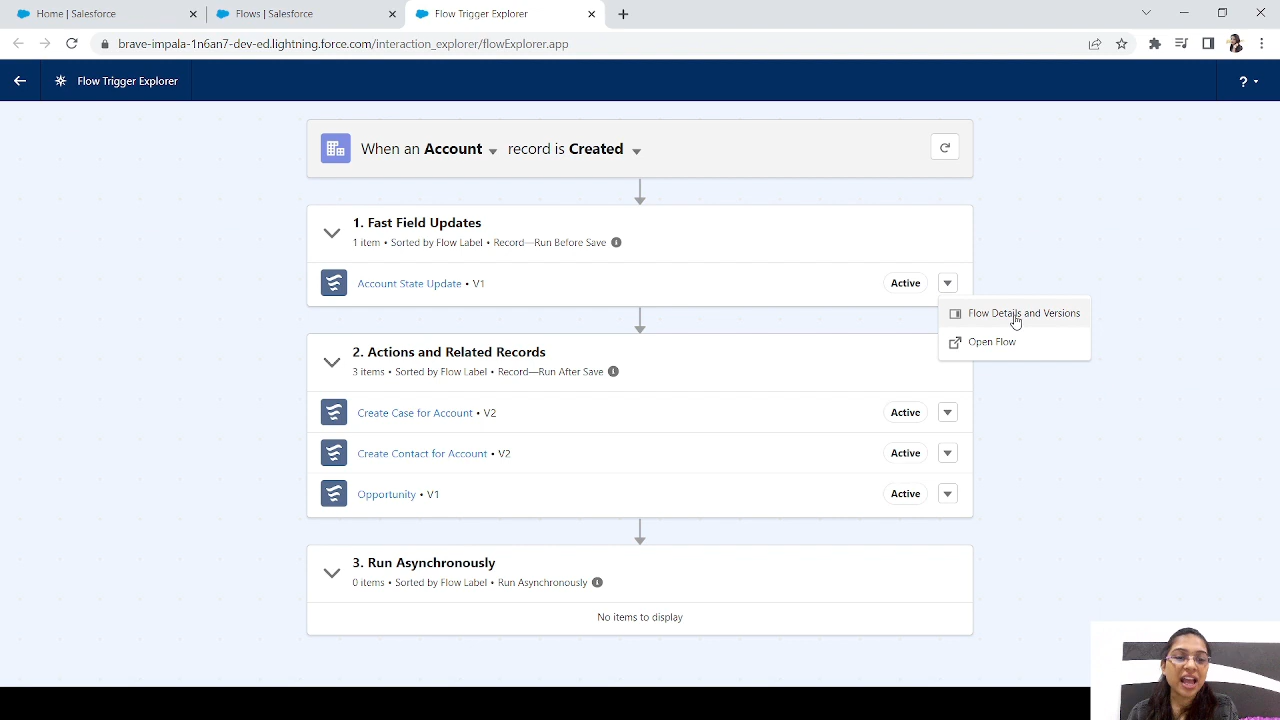 Home | Salesforce
Flows | Salesforce
Flow Trigger Explorer
brave-impala-1n6an7-dev-ed.lightning.force.com/interaction_explorer/flowExplorer.app
Flow Trigger Explorer
?
When an Account record is Created
1. Fast Field Updates
1 item • Sorted by Flow Label • Record—Run Before Save
Account State Update • V1
Active
Flow Details and Versions
Open Flow
2. Actions and Related Records
3 items • Sorted by Flow Label • Record—Run After Save
Create Case for Account • V2
Active
Create Contact for Account • V2
Active
Opportunity • V1
Active
3. Run Asynchronously
0 items • Sorted by Flow Label • Run Asynchronously
No items to display